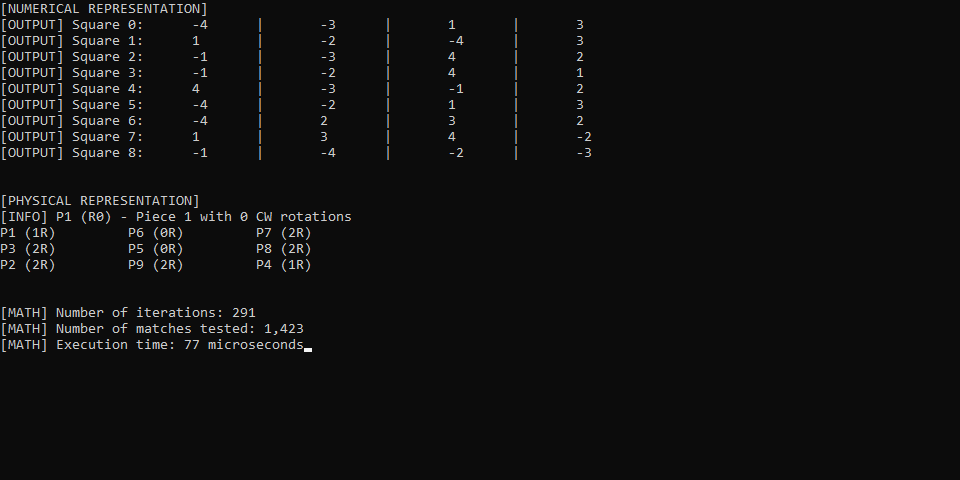 [NUMERICAL REPRESENTATION]
[OUTPUT] Square 0: -4 | -3 | 1 | 3
[OUTPUT] Square 1: 1 | -2 | -4 | 3
[OUTPUT] Square 2: -1 | -3 | 4 | 2
[OUTPUT] Square 3: -1 | -2 | 4 | 1
[OUTPUT] Square 4: 4 | -3 | -1 | 2
[OUTPUT] Square 5: -4 | -2 | 1 | 3
[OUTPUT] Square 6: -4 | 2 | 3 | 2
[OUTPUT] Square 7: 1 | 3 | 4 | -2
[OUTPUT] Square 8: -1 | -4 | -2 | -3
[PHYSICAL REPRESENTATION]
[INFO] P1 (R0) - Piece 1 with 0 CW rotations
P1 (1R) P6 (0R) P7 (2R)
P3 (2R) P5 (0R) P8 (2R)
P2 (2R) P9 (2R) P4 (1R)
[MATH] Number of iterations: 291
[MATH] Number of matches tested: 1,423
[MATH] Execution time: 77 microseconds